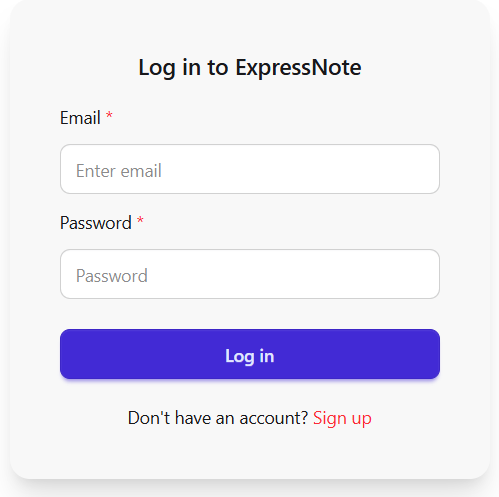 Log in to ExpressNote
Email *
Enter email
Password *
Password
Log in
Don't have an account? Sign up